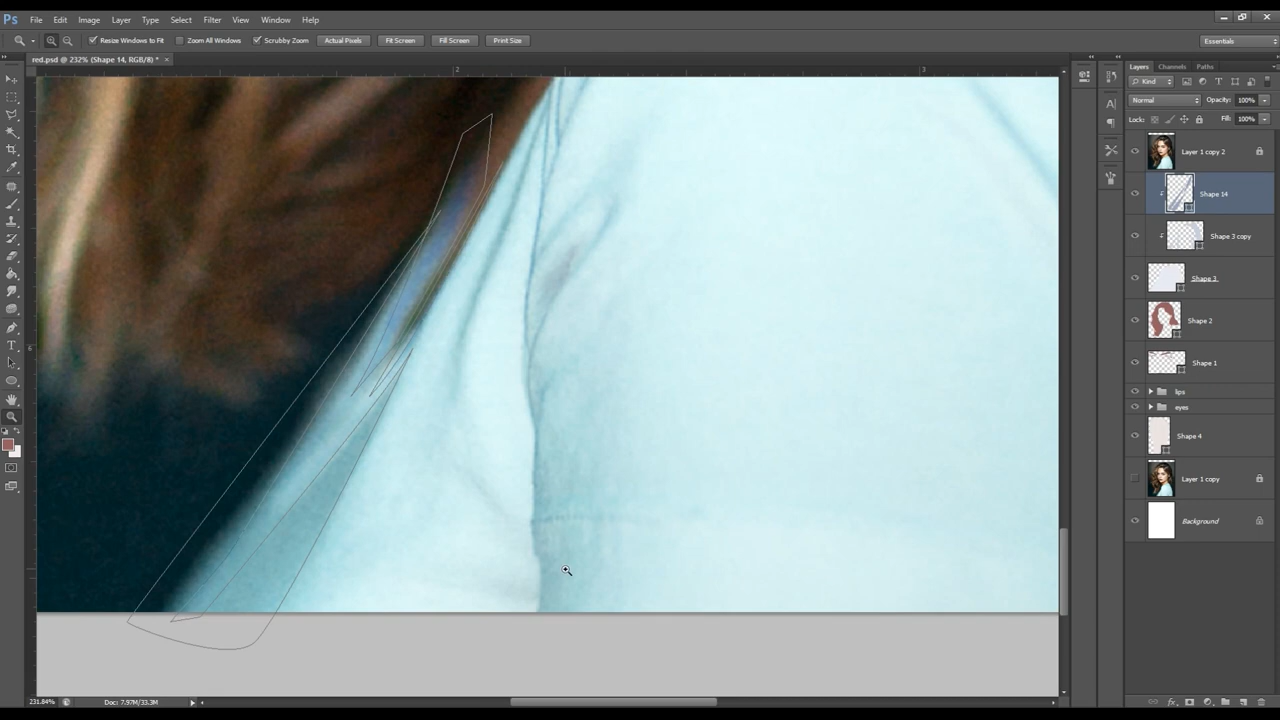 Ps File Edit Image Layer Type Select Filter View Window Help
Resize Windows to Fit Zoom All Windows Scrubby Zoom Actual Pixels Fit Screen Fill Screen Print Size Essentials
red.psd @ 232% (Shape 14, RGB/8) * ×
2 3
6
Layers Channels Paths
Kind
Normal Opacity: 100%
Lock: Fill: 100%
Layer 1 copy 2
Shape 14
Shape 3 copy
Shape 3
Shape 2
Shape 1
lips
eyes
Shape 4
Layer 1 copy
Background
231.84% Doc: 7.97M/33.3M